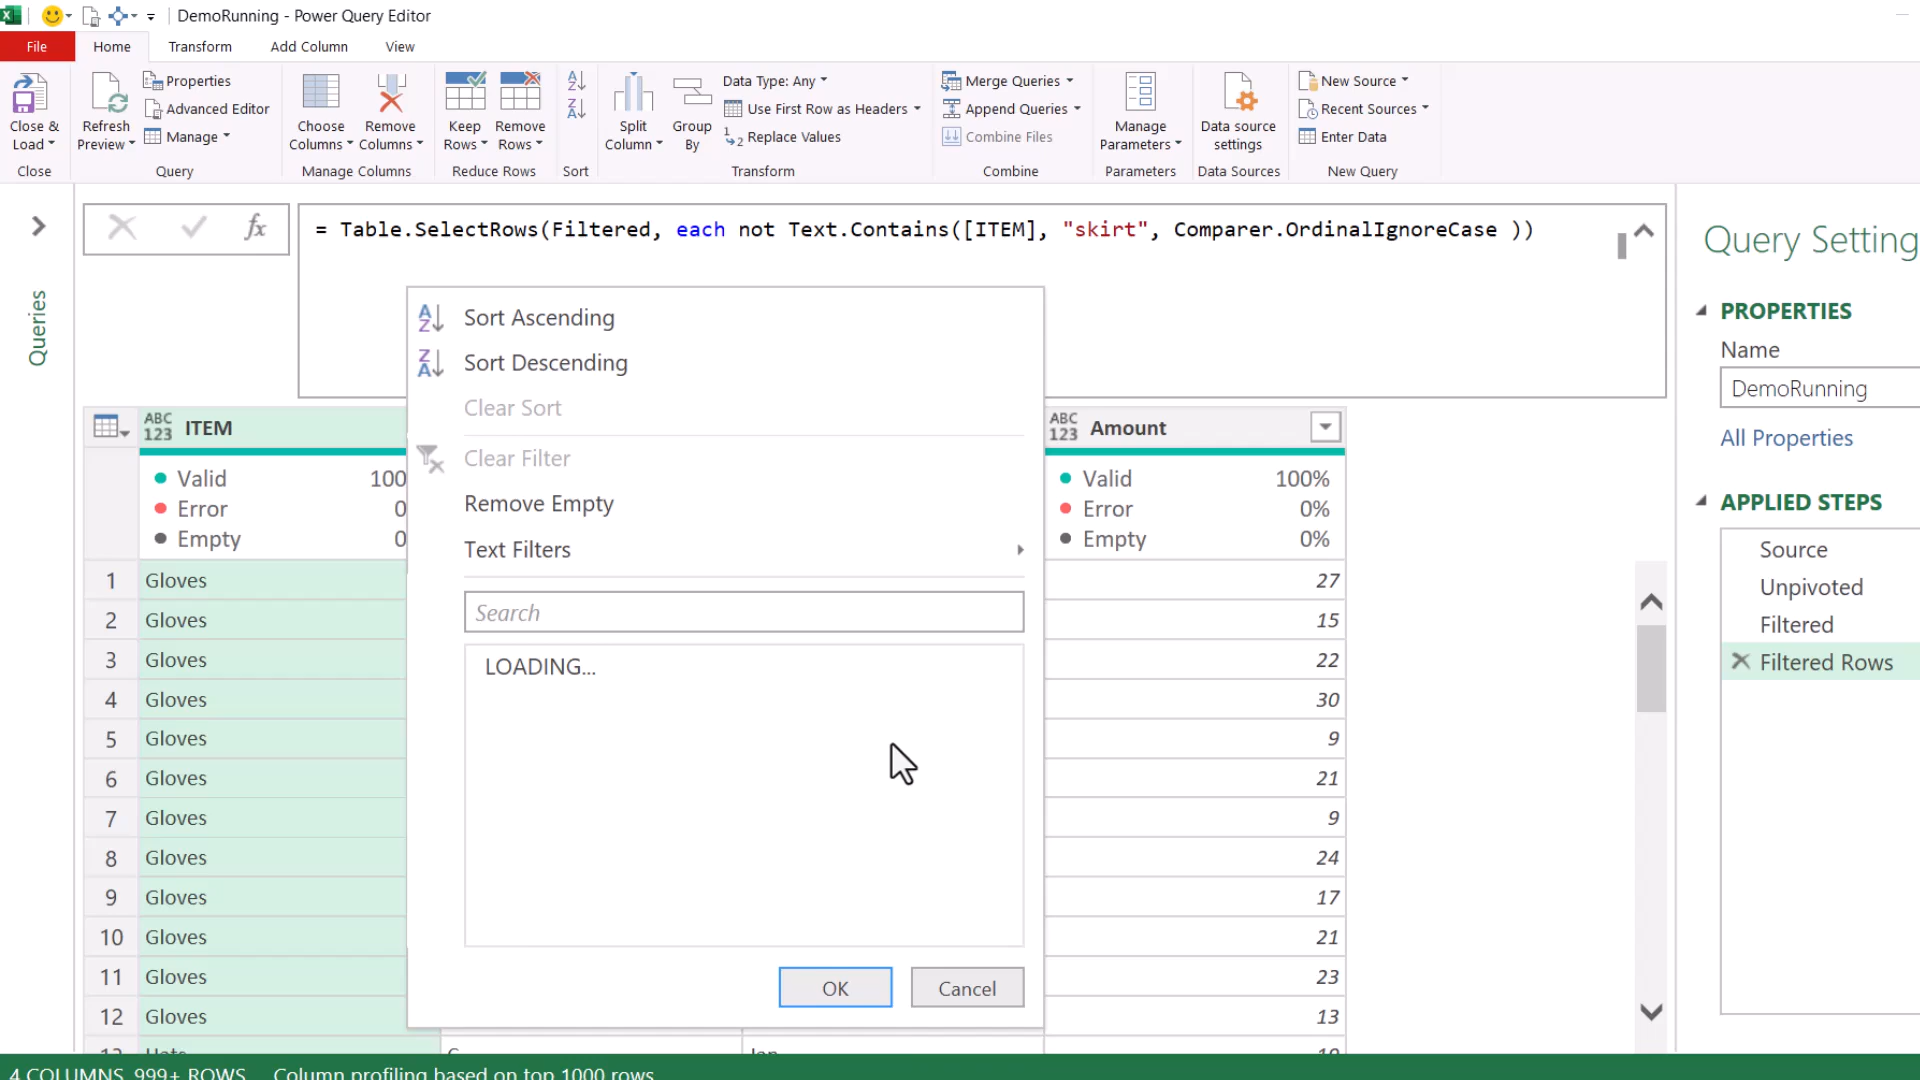 DemoRunning - Power Query Editor
File Home Transform Add Column View
Close & Load
Close
Refresh Preview
Properties
Advanced Editor
Manage
Query
Choose Columns
Remove Columns
Manage Columns
Keep Rows
Remove Rows
Reduce Rows
Sort
Split Column
Group By
Data Type: Any
Use First Row as Headers
Replace Values
Transform
Merge Queries
Append Queries
Combine Files
Combine
Manage Parameters
Parameters
Data source settings
Data Sources
New Source
Recent Sources
Enter Data
New Query
Queries
fx
= Table.SelectRows(Filtered, each not Text.Contains([ITEM], "skirt", Comparer.OrdinalIgnoreCase ))
Sort Ascending
Sort Descending
Clear Sort
Clear Filter
Remove Empty
Text Filters
Search
LOADING...
OK Cancel
ABC 123 ITEM
Valid 100
Error 0
Empty 0
ABC 123 Amount
Valid 100%
Error 0%
Empty 0%
1 Gloves 27
2 Gloves 15
3 Gloves 22
4 Gloves 30
5 Gloves 9
6 Gloves 21
7 Gloves 9
8 Gloves 24
9 Gloves 17
10 Gloves 21
11 Gloves 23
12 Gloves 13
Query Setting
PROPERTIES
Name
DemoRunning
All Properties
APPLIED STEPS
Source
Unpivoted
Filtered
Filtered Rows
4 COLUMNS, 999+ ROWS Column profiling based on top 1000 rows